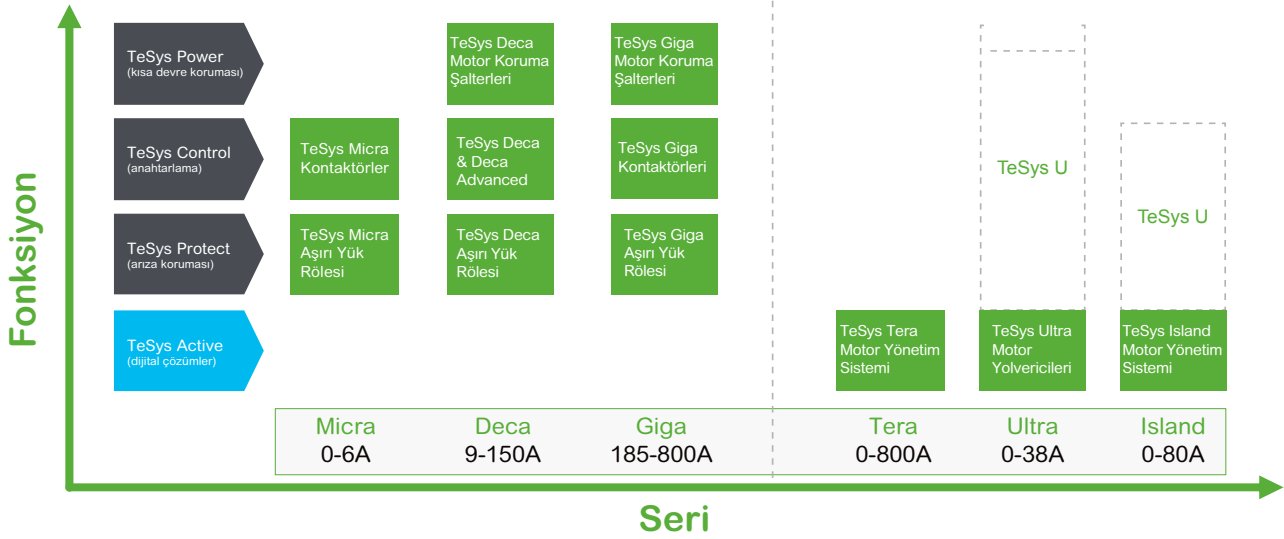 Fonksiyon
TeSys Power
(kısa devre koruması)
TeSys Deca
Motor Koruma
Şalterleri
TeSys Giga
Motor Koruma
Şalterleri
TeSys Control
(anahtarlama)
TeSys Micra
Kontaktörler
TeSys Deca
& Deca
Advanced
TeSys Giga
Kontaktörleri
TeSys U
TeSys U
TeSys Protect
(arıza koruması)
TeSys Micra
Aşırı Yük
Rölesi
TeSys Deca
Aşırı Yük
Rölesi
TeSys Giga
Aşırı Yük
Rölesi
TeSys Active
(dijital çözümler)
TeSys Tera
Motor Yönetim
Sistemi
TeSys Ultra
Motor
Yolvericileri
TeSys Island
Motor Yönetim
Sistemi
Micra
0-6A
Deca
9-150A
Giga
185-800A
Tera
0-800A
Ultra
0-38A
Island
0-80A
Seri